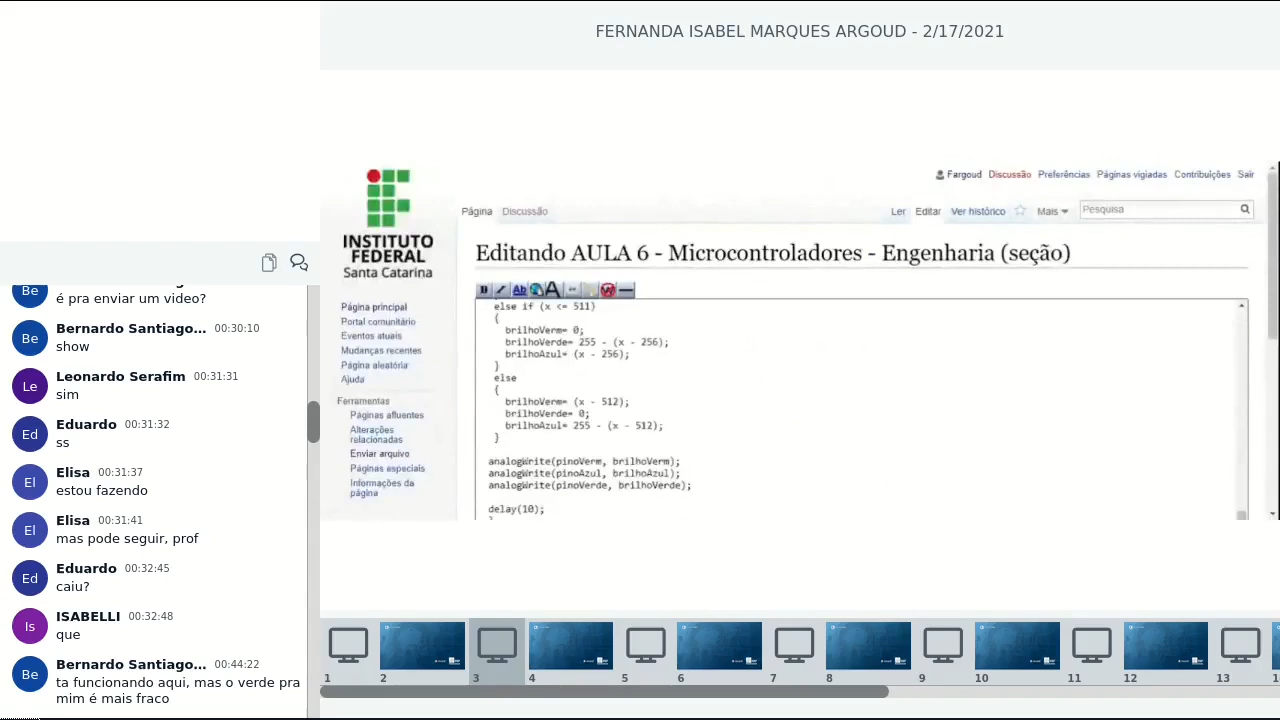 FERNANDA ISABEL MARQUES ARGOUD - 2/17/2021
Be
é pra enviar um video?
Be
Bernardo Santiago... 00:30:10
show
Le
Leonardo Serafim 00:31:31
sim
Ed
Eduardo 00:31:32
ss
El
Elisa 00:31:37
estou fazendo
El
Elisa 00:31:41
mas pode seguir, prof
Ed
Eduardo 00:32:45
caiu?
Is
ISABELLI 00:32:48
que
Be
Bernardo Santiago... 00:44:22
ta funcionando aqui, mas o verde pra
mim é mais fraco
INSTITUTO
FEDERAL
Santa Catarina
Página principal
Portal comunitário
Eventos atuais
Mudanças recentes
Página aleatória
Ajuda
Ferramentas
Páginas afluentes
Alterações
relacionadas
Enviar arquivo
Páginas especiais
Informações da
página
Fargoud Discussão Preferências Páginas vigiadas Contribuições Sair
Página Discussão Ler Editar Ver histórico Mais Pesquisa
Editando AULA 6 - Microcontroladores - Engenharia (seção)
B Ab A W
else if (x <= 511)
{
brilhoVerm= 0;
brilhoVerde= 255 - (x - 256);
brilhoAzul= (x - 256);
}
else
{
brilhoVerm= (x - 512);
brilhoVerde= 0;
brilhoAzul= 255 - (x - 512);
}
analogWrite(pinoVerm, brilhoVerm);
analogWrite(pinoAzul, brilhoAzul);
analogWrite(pinoVerde, brilhoVerde);
delay(10);
1 2 3 4 5 6 7 8 9 10 11 12 13